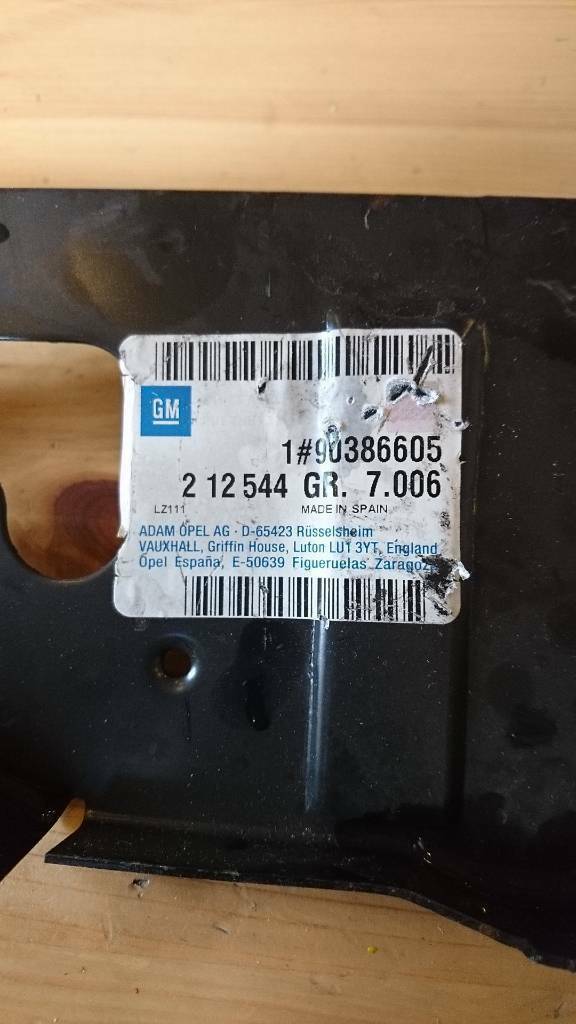 GM
1#90386605
2 12 544 GR. 7.006
LZ111 MADE IN SPAIN
ADAM OPEL AG · D-65423 Rüsselsheim
VAUXHALL, Griffin House, Luton LU1 3YT, England
Opel España, E-50639 Figueruelas Zaragoza